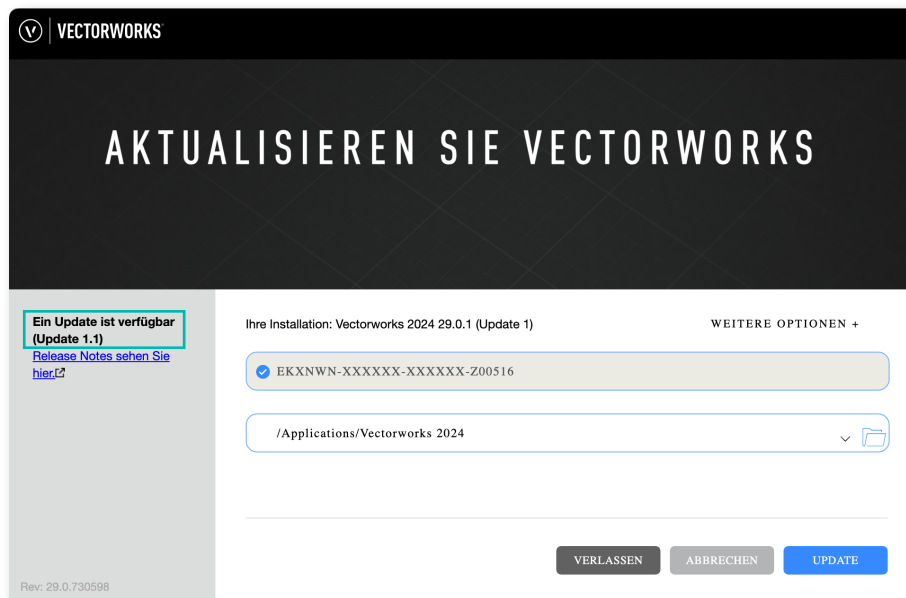 VECTORWORKS
AKTUALISIEREN SIE VECTORWORKS
Ein Update ist verfügbar
(Update 1.1)
Release Notes sehen Sie
hier.
Ihre Installation: Vectorworks 2024 29.0.1 (Update 1)
WEITERE OPTIONEN +
EKXNWN-XXXXXX-XXXXXX-Z00516
/Applications/Vectorworks 2024
VERLASSEN
ABBRECHEN
UPDATE
Rev: 29.0.730598